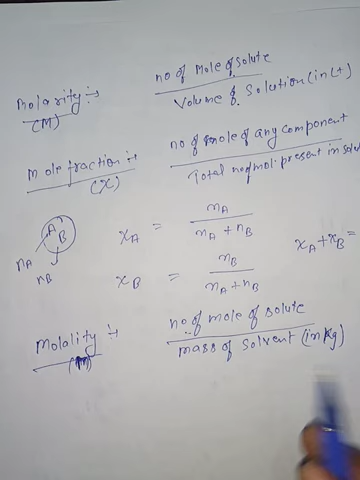 Molarity :- no of Mole of solute
(M) Volume of Solution (in Lt)
Mole fraction :- no of mole of any component
(X) Total no of mol. present in solu
A B
nA
nB
xA = nA / nA + nB
xB = nB / nA + nB
xA + xB =
Molality :- no. of mole of solute
(m) mass of Solvent (in kg)